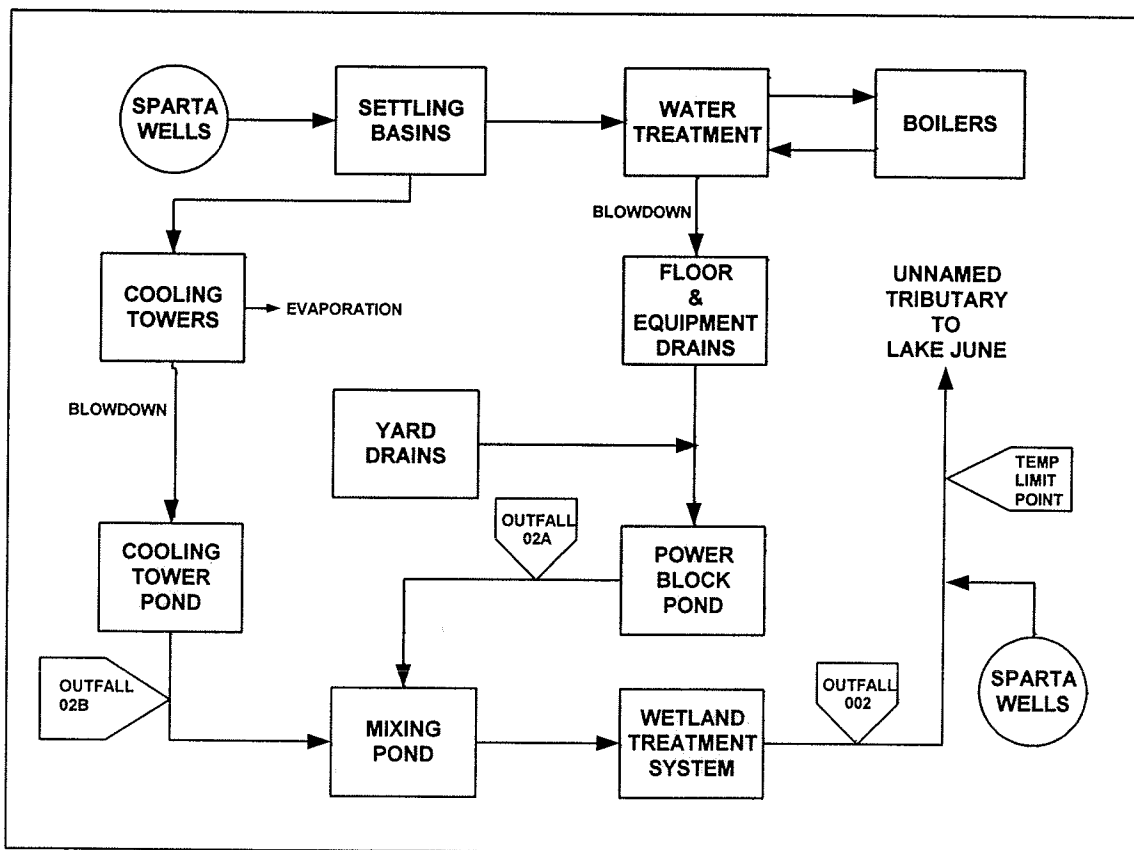 SPARTA
WELLS
SETTLING
BASINS
WATER
TREATMENT
BOILERS
BLOWDOWN
COOLING
TOWERS
EVAPORATION
FLOOR
&
EQUIPMENT
DRAINS
UNNAMED
TRIBUTARY
TO
LAKE JUNE
BLOWDOWN
YARD
DRAINS
TEMP
LIMIT
POINT
OUTFALL
02A
COOLING
TOWER
POND
POWER
BLOCK
POND
OUTFALL
02B
MIXING
POND
WETLAND
TREATMENT
SYSTEM
OUTFALL
002
SPARTA
WELLS